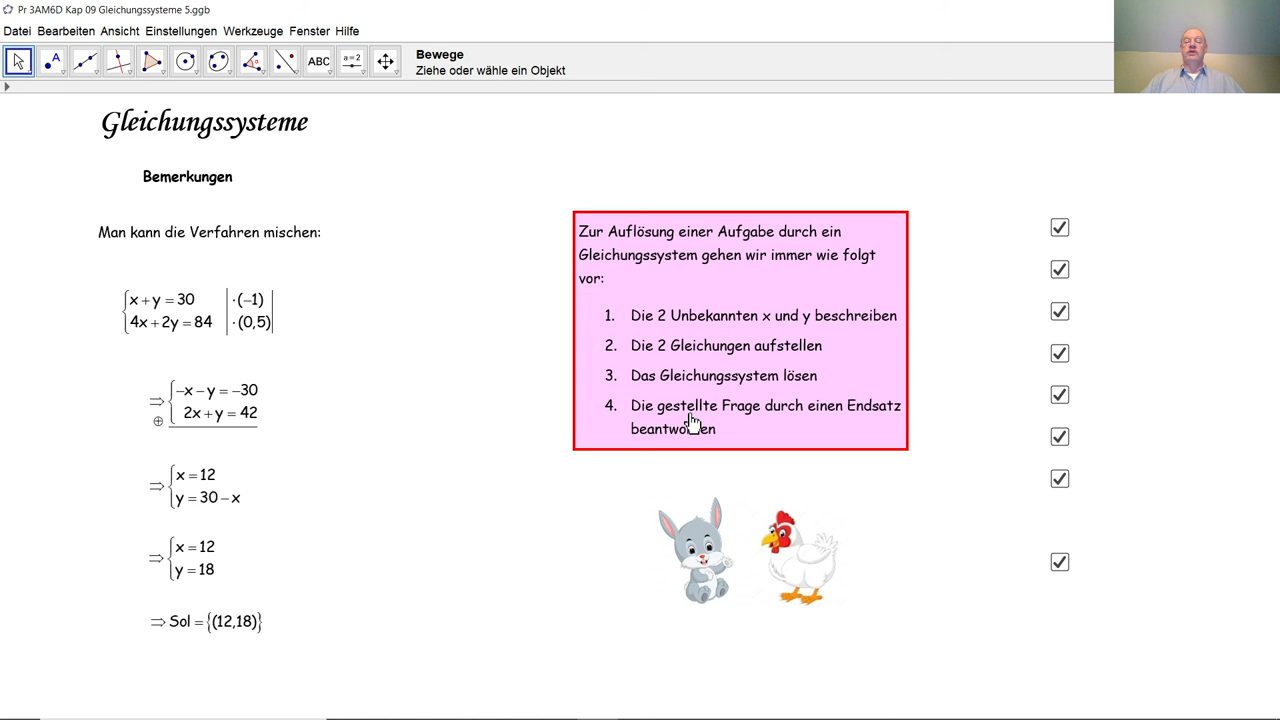 Pr 3AM6D Kap 09 Gleichungssysteme 5.ggb
Datei Bearbeiten Ansicht Einstellungen Werkzeuge Fenster Hilfe
A
ABC
a=2
Bewege
Ziehe oder wähle ein Objekt
Gleichungssysteme
Bemerkungen
Man kann die Verfahren mischen:
x + y = 30 | ·(−1) |
4x + 2y = 84 | ·(0,5) |
⇒ −x − y = −30
⊕ 2x + y = 42
⇒ x = 12
y = 30 − x
⇒ x = 12
y = 18
⇒ Sol = {(12,18)}
Zur Auflösung einer Aufgabe durch ein
Gleichungssystem gehen wir immer wie folgt
vor:
1. Die 2 Unbekannten x und y beschreiben
2. Die 2 Gleichungen aufstellen
3. Das Gleichungssystem lösen
4. Die gestellte Frage durch einen Endsatz
beantworten